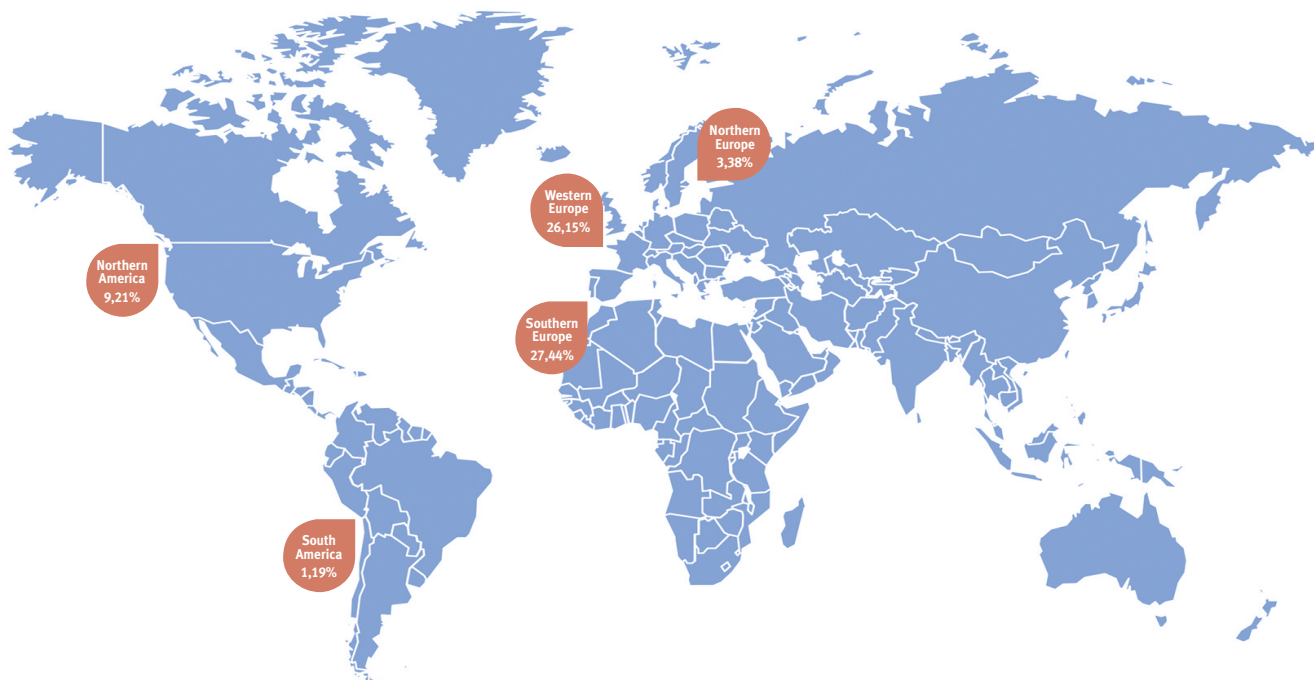 Northern
Europe
3,38%
Western
Europe
26,15%
Northern
America
9,21%
Southern
Europe
27,44%
South
America
1,19%